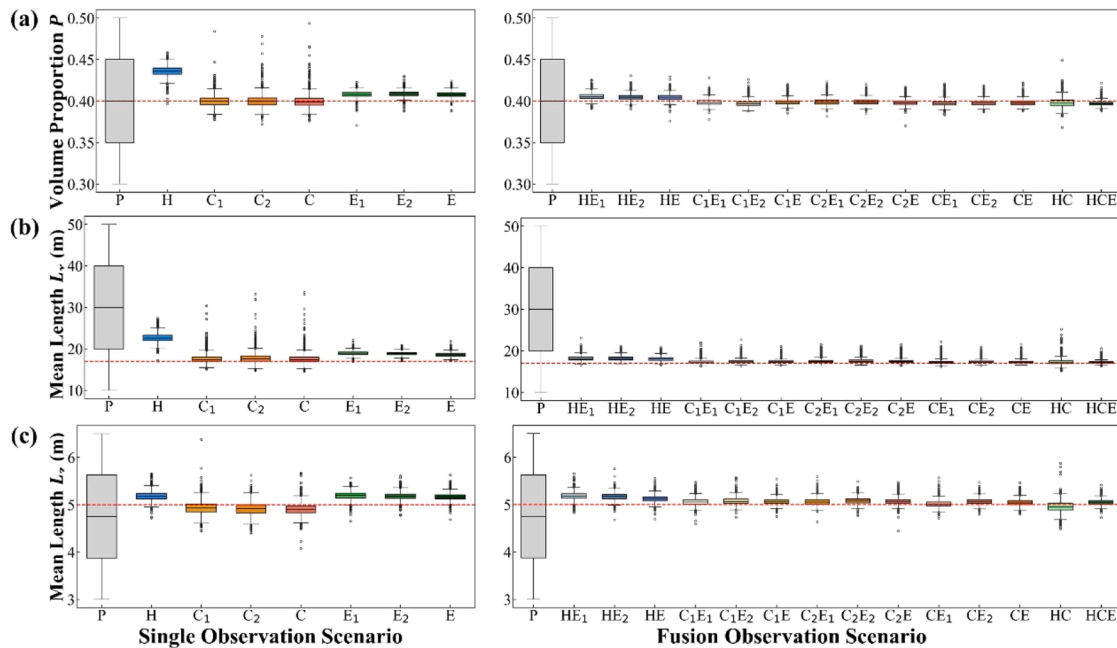 (a)
Volume Proportion P
0.50
0.45
0.40
0.35
0.30
P H C₁ C₂ C E₁ E₂ E
0.50
0.45
0.40
0.35
0.30
P HE₁ HE₂ HE C₁E₁ C₁E₂ C₁E C₂E₁ C₂E₂ C₂E CE₁ CE₂ CE HC HCE
(b)
Mean Length Lₓ (m)
50
40
30
20
10
P H C₁ C₂ C E₁ E₂ E
50
40
30
20
10
P HE₁ HE₂ HE C₁E₁ C₁E₂ C₁E C₂E₁ C₂E₂ C₂E CE₁ CE₂ CE HC HCE
(c)
Mean Length L_z (m)
6
5
4
3
P H C₁ C₂ C E₁ E₂ E
6
5
4
3
P HE₁ HE₂ HE C₁E₁ C₁E₂ C₁E C₂E₁ C₂E₂ C₂E CE₁ CE₂ CE HC HCE
Single Observation Scenario
Fusion Observation Scenario